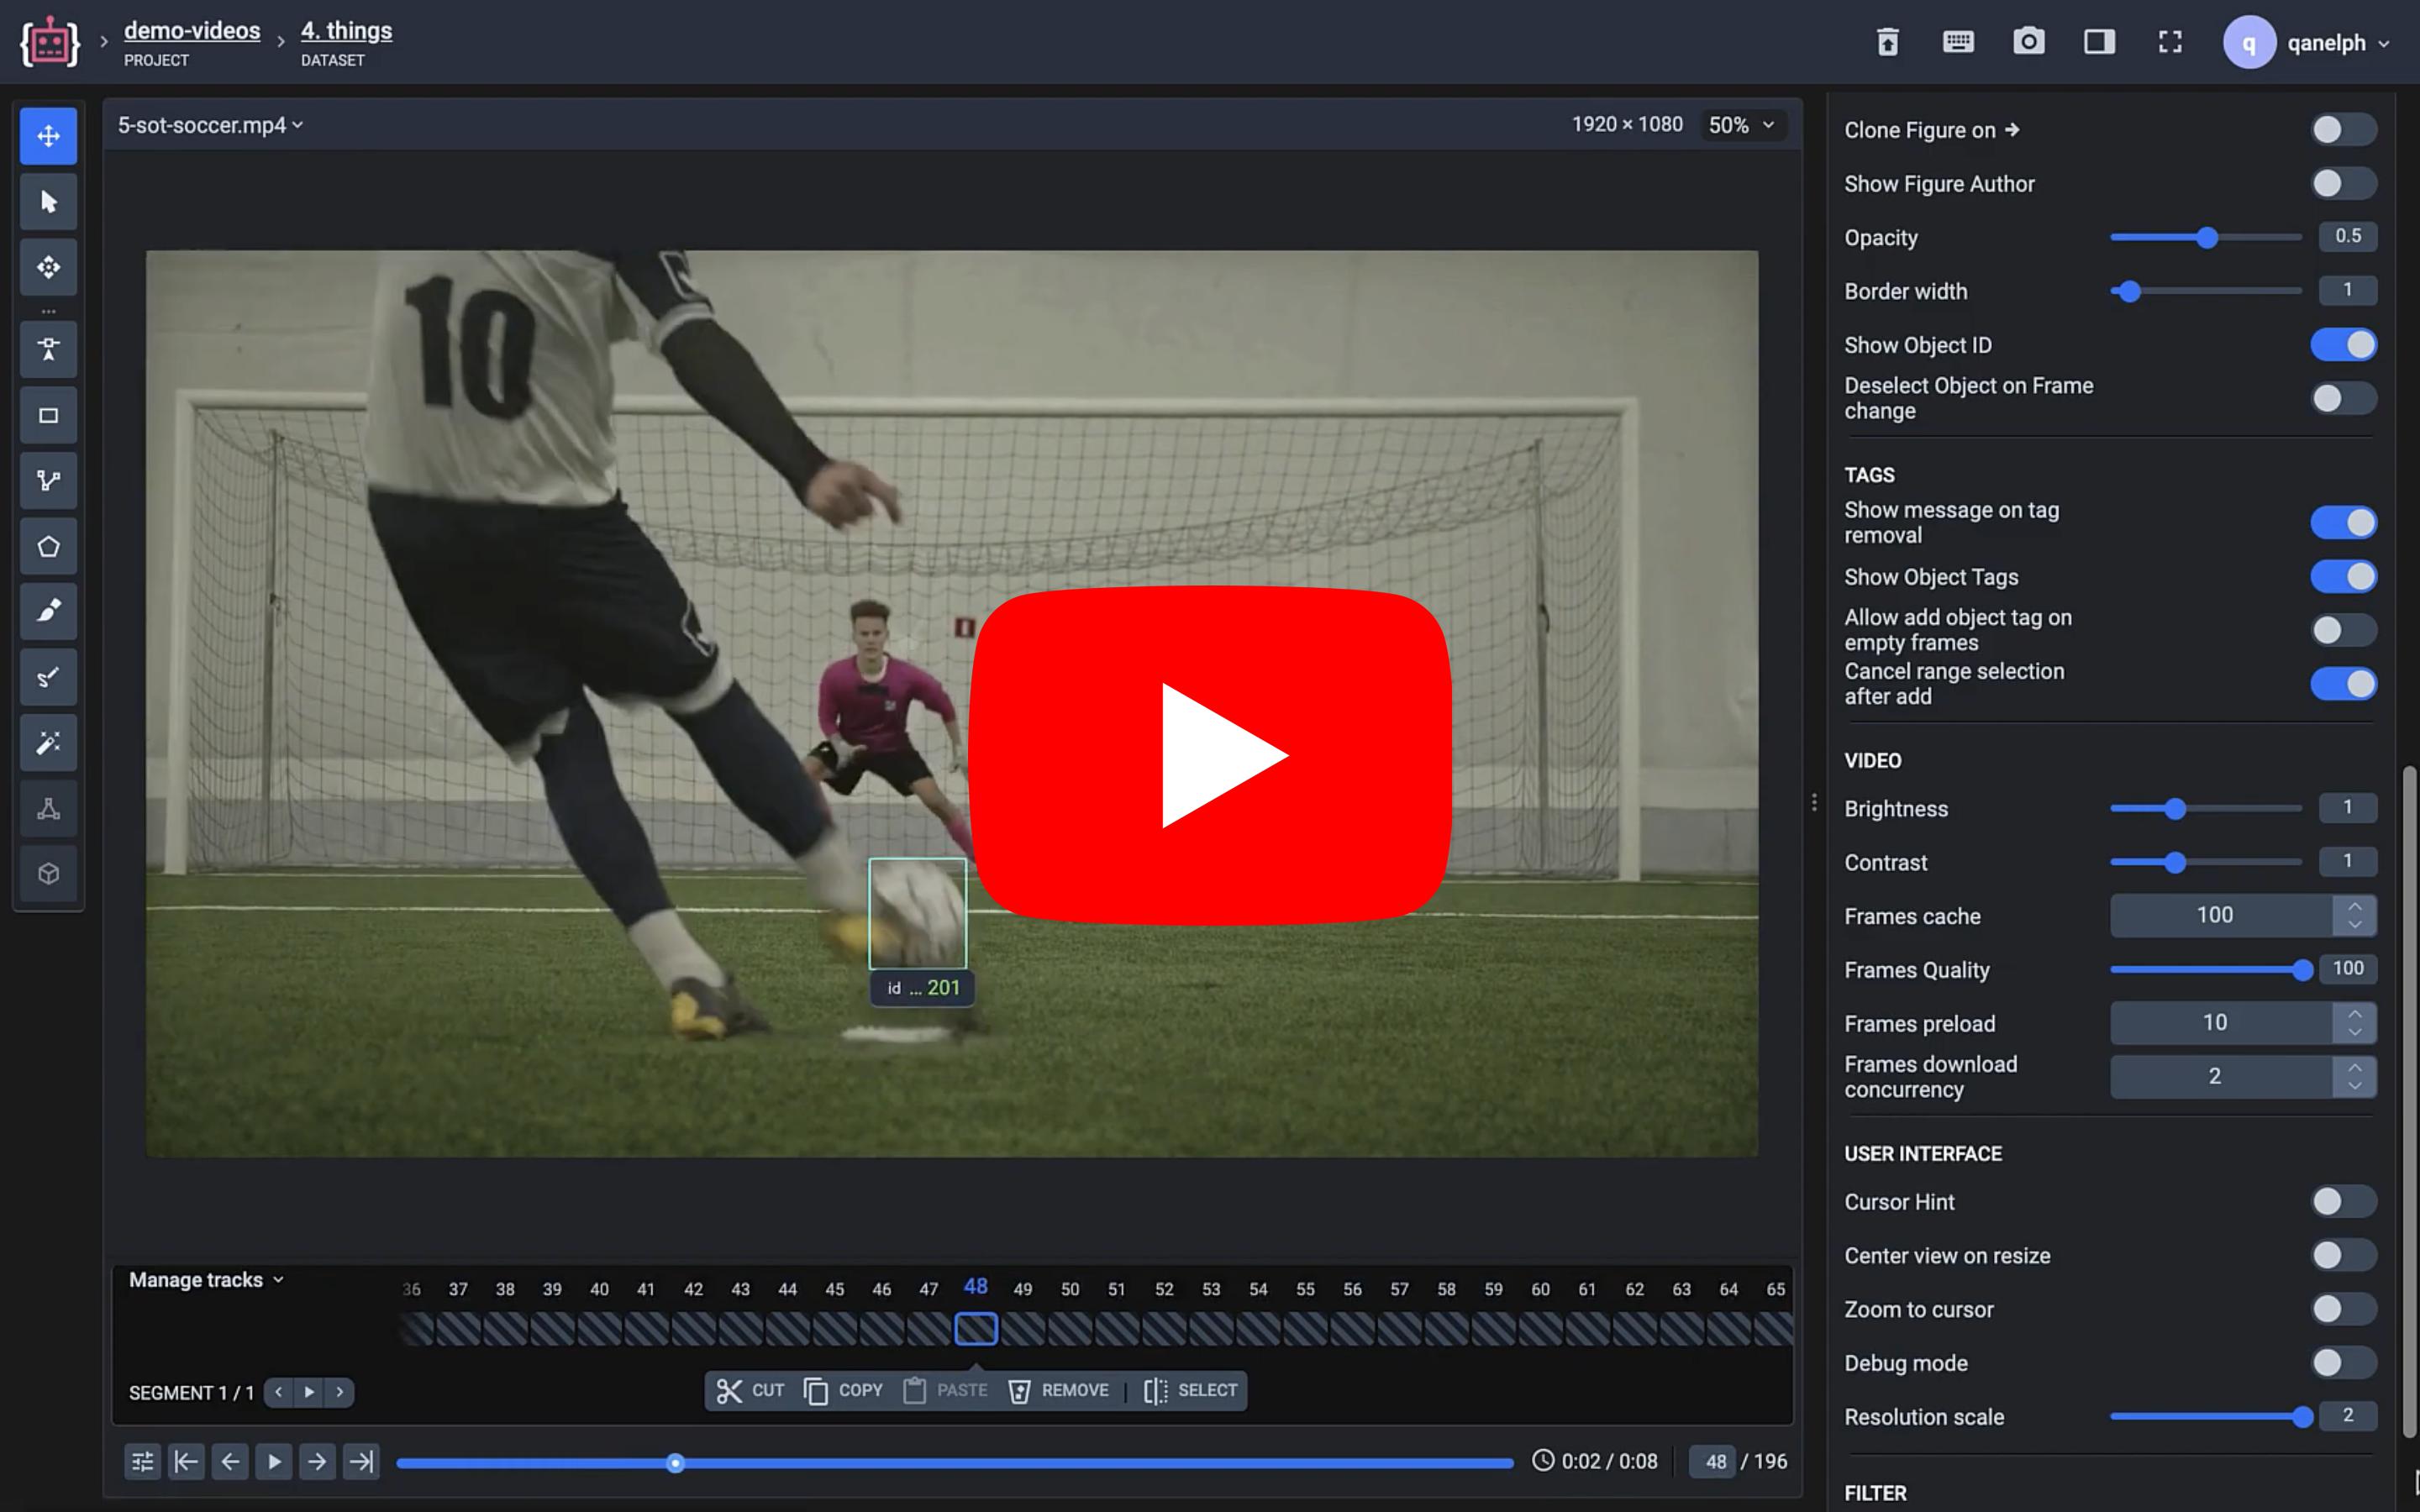 demo-videos
PROJECT
4. things
DATASET
q
qanelph
5-sot-soccer.mp4
1920 × 1080
50%
10
id ... 201
Clone Figure on →
Show Figure Author
Opacity
0.5
Border width
1
Show Object ID
Deselect Object on Frame
change
TAGS
Show message on tag
removal
Show Object Tags
Allow add object tag on
empty frames
Cancel range selection
after add
VIDEO
Brightness
1
Contrast
1
Frames cache
100
Frames Quality
100
Frames preload
10
Frames download
concurrency
2
USER INTERFACE
Cursor Hint
Center view on resize
Zoom to cursor
Debug mode
Resolution scale
2
FILTER
Manage tracks
36 37 38 39 40 41 42 43 44 45 46 47 48 49 50 51 52 53 54 55 56 57 58 59 60 61 62 63 64 65
SEGMENT 1 / 1
CUT COPY PASTE REMOVE SELECT
0:02 / 0:08
48 / 196